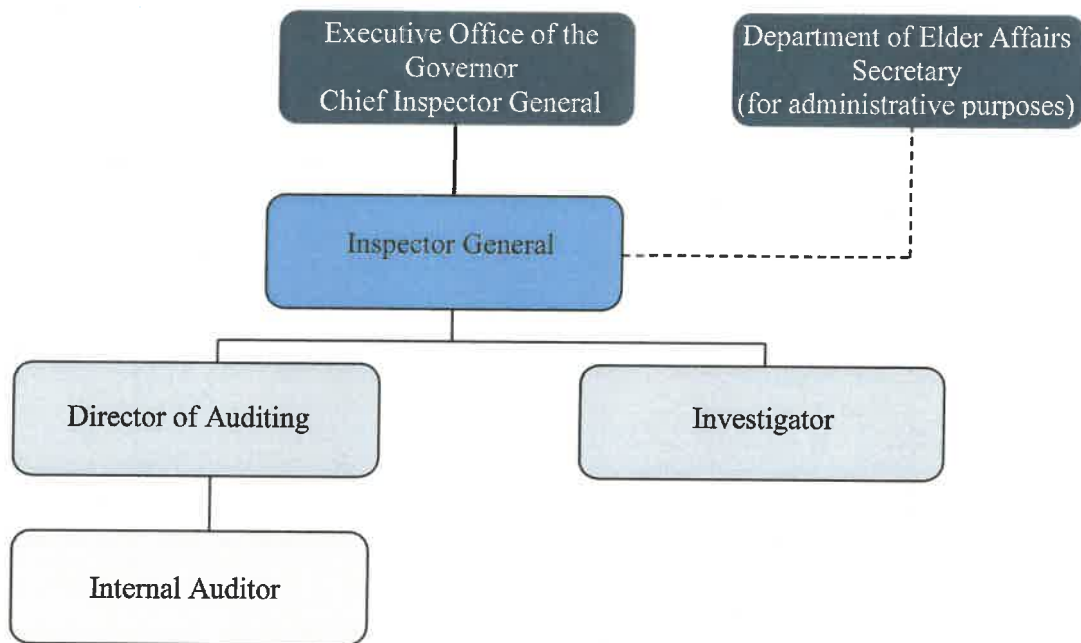 Executive Office of the
Governor
Chief Inspector General
Department of Elder Affairs
Secretary
(for administrative purposes)
Inspector General
Director of Auditing
Investigator
Internal Auditor